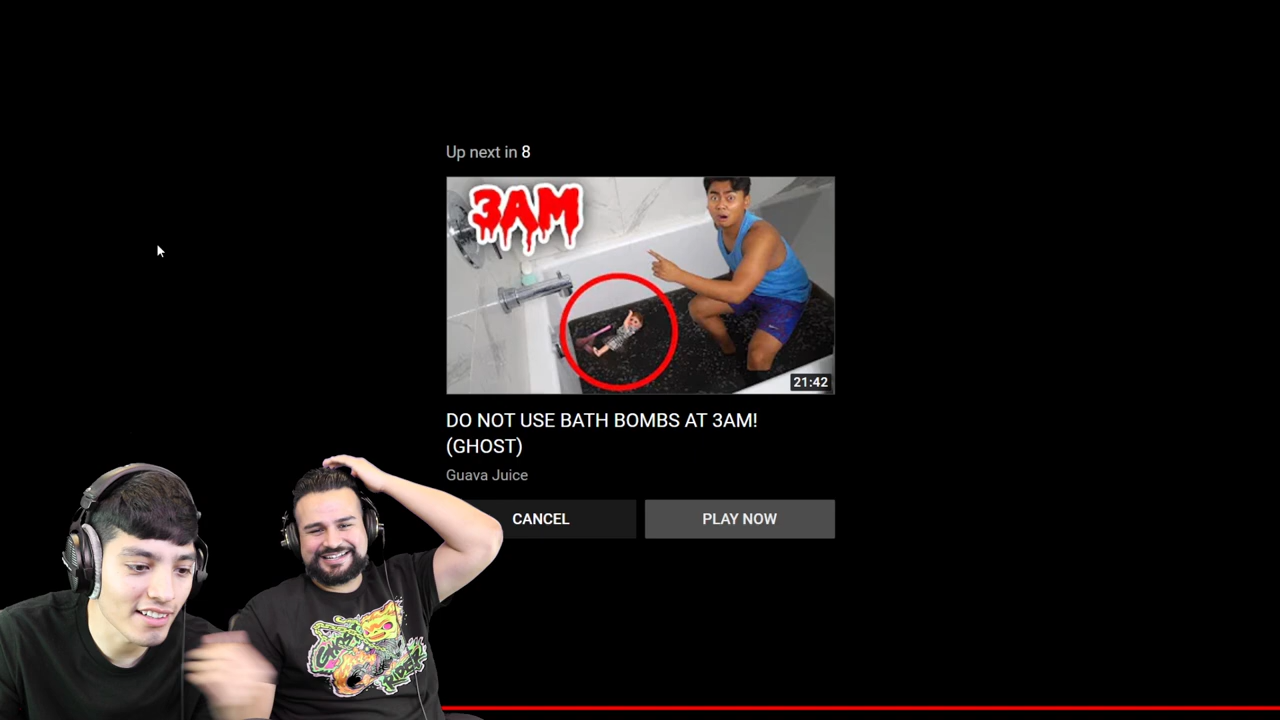 Up next in 8
3AM
21:42
DO NOT USE BATH BOMBS AT 3AM!
(GHOST)
Guava Juice
CANCEL
PLAY NOW